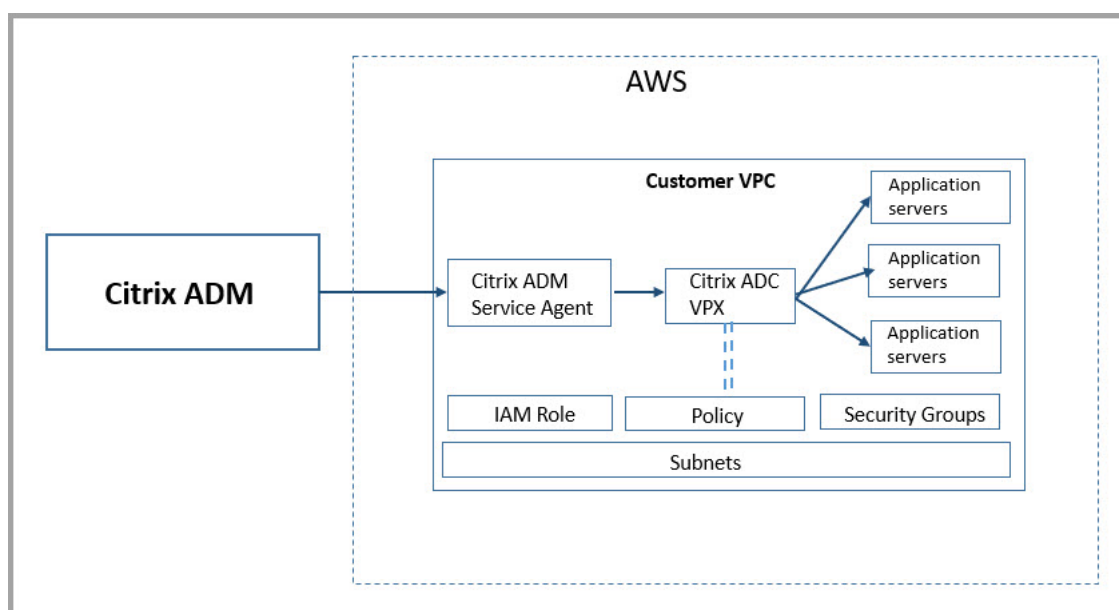 AWS
Customer VPC
Application
servers
Citrix ADM
Citrix ADM
Service Agent
Citrix ADC
VPX
Application
servers
Application
servers
IAM Role
Policy
Security Groups
Subnets